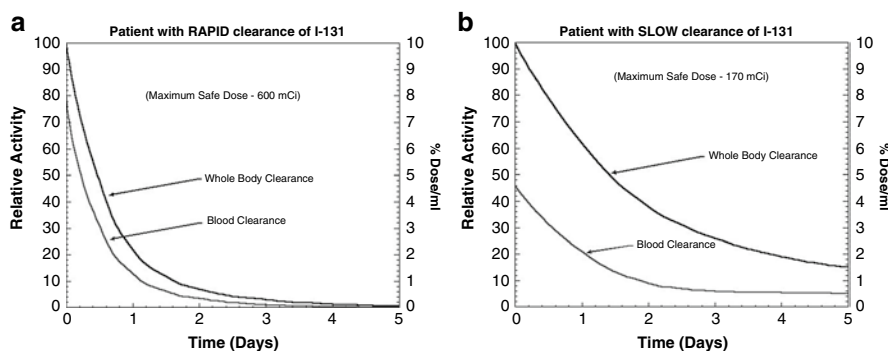 a
Patient with RAPID clearance of I-131
100
90
80
70
60
50
40
30
20
10
0
Relative Activity
(Maximum Safe Dose - 600 mCi)
Whole Body Clearance
Blood Clearance
10
9
8
7
6
5
4
3
2
1
0
% Dose/ml
0 1 2 3 4 5
Time (Days)
b
Patient with SLOW clearance of I-131
100
90
80
70
60
50
40
30
20
10
0
Relative Activity
(Maximum Safe Dose - 170 mCi)
Whole Body Clearance
Blood Clearance
10
9
8
7
6
5
4
3
2
1
0
% Dose/ml
0 1 2 3 4 5
Time (Days)